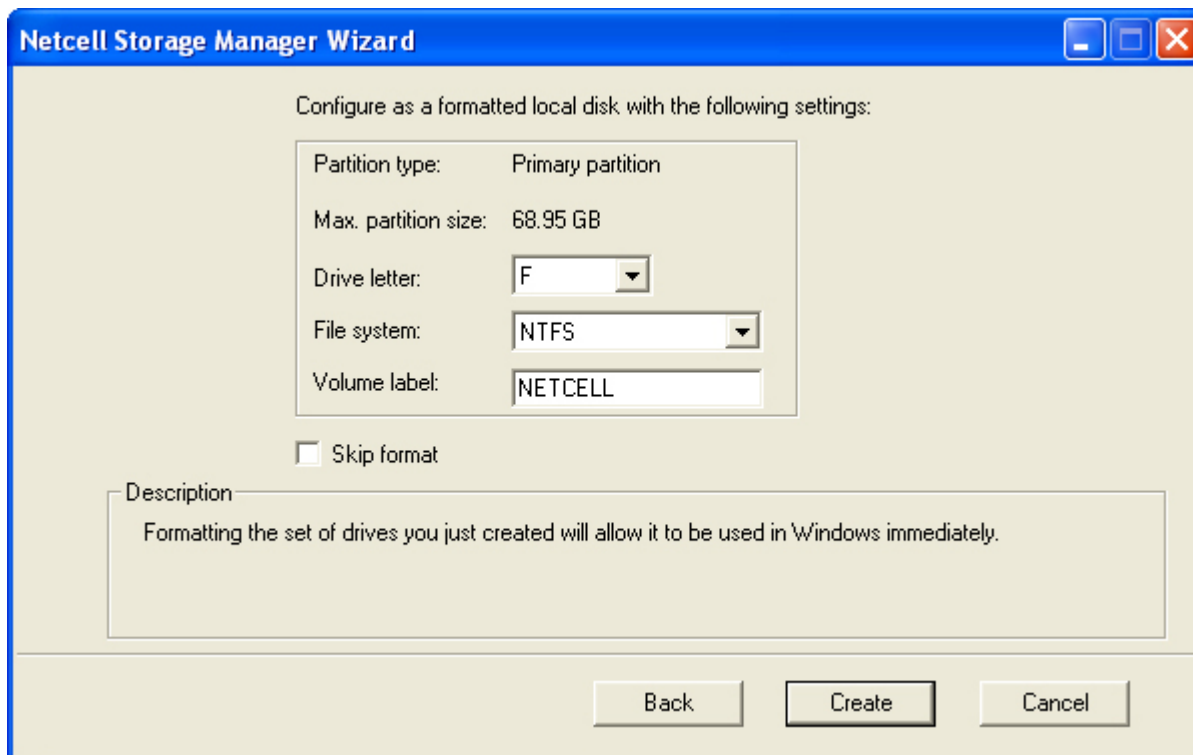 Netcell Storage Manager Wizard
Configure as a formatted local disk with the following settings:
Partition type: Primary partition
Max. partition size: 68.95 GB
Drive letter: F
File system: NTFS
Volume label: NETCELL
Skip format
Description
Formatting the set of drives you just created will allow it to be used in Windows immediately.
Back Create Cancel